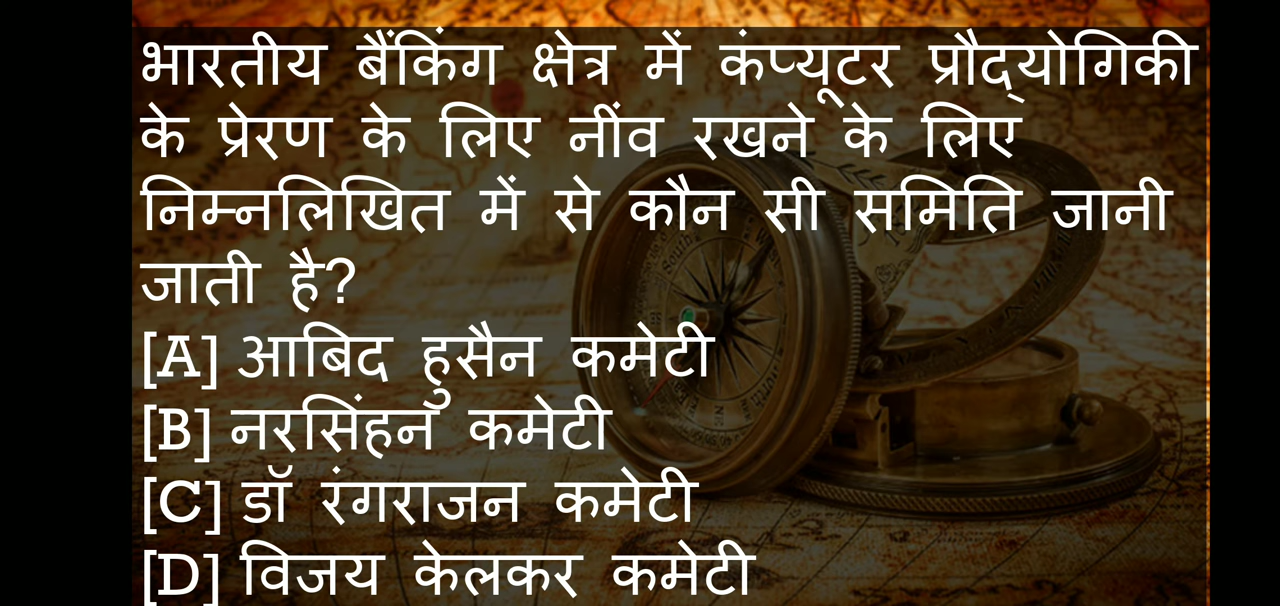 भारतीय बैंकिंग क्षेत्र में कंप्यूटर प्रौद्योगिकी
के प्रेरण के लिए नींव रखने के लिए
निम्नलिखित में से कौन सी समिति जानी
जाती है?
[A] आबिद हुसैन कमेटी
[B] नरसिंहन कमेटी
[C] डॉ रंगराजन कमेटी
[D] विजय केलकर कमेटी